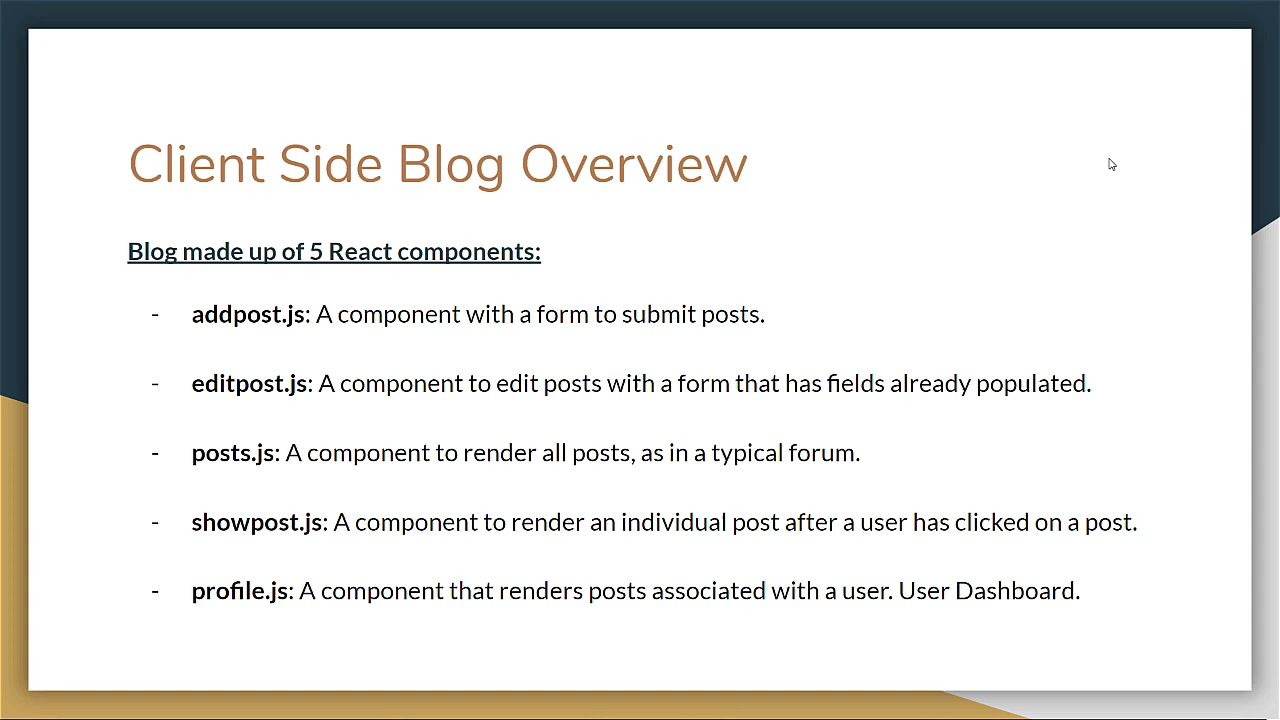 Client Side Blog Overview
Blog made up of 5 React components:
- addpost.js: A component with a form to submit posts.
- editpost.js: A component to edit posts with a form that has fields already populated.
- posts.js: A component to render all posts, as in a typical forum.
- showpost.js: A component to render an individual post after a user has clicked on a post.
- profile.js: A component that renders posts associated with a user. User Dashboard.